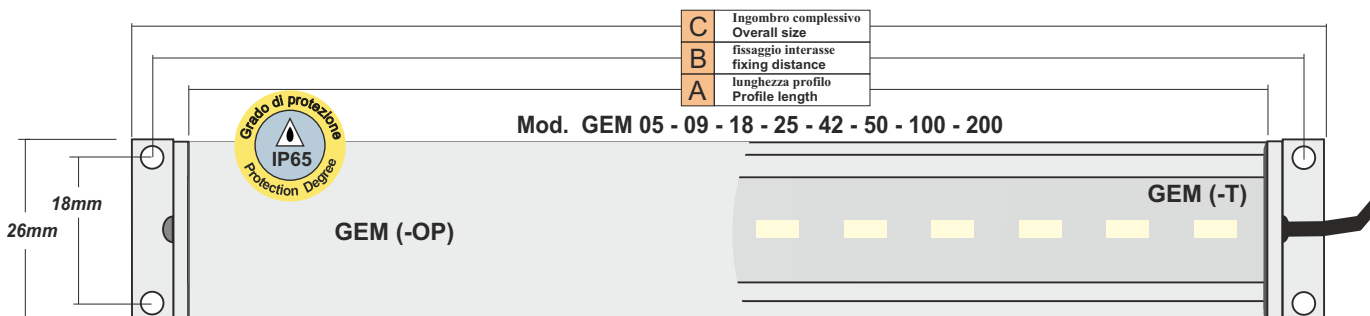 C Ingombro complessivo
Overall size
B fissaggio interasse
fixing distance
A lunghezza profilo
Profile length
Mod. GEM 05 - 09 - 18 - 25 - 42 - 50 - 100 - 200
Grado di protezione
IP65
Protection Degree
18mm
26mm
GEM (-OP)
GEM (-T)